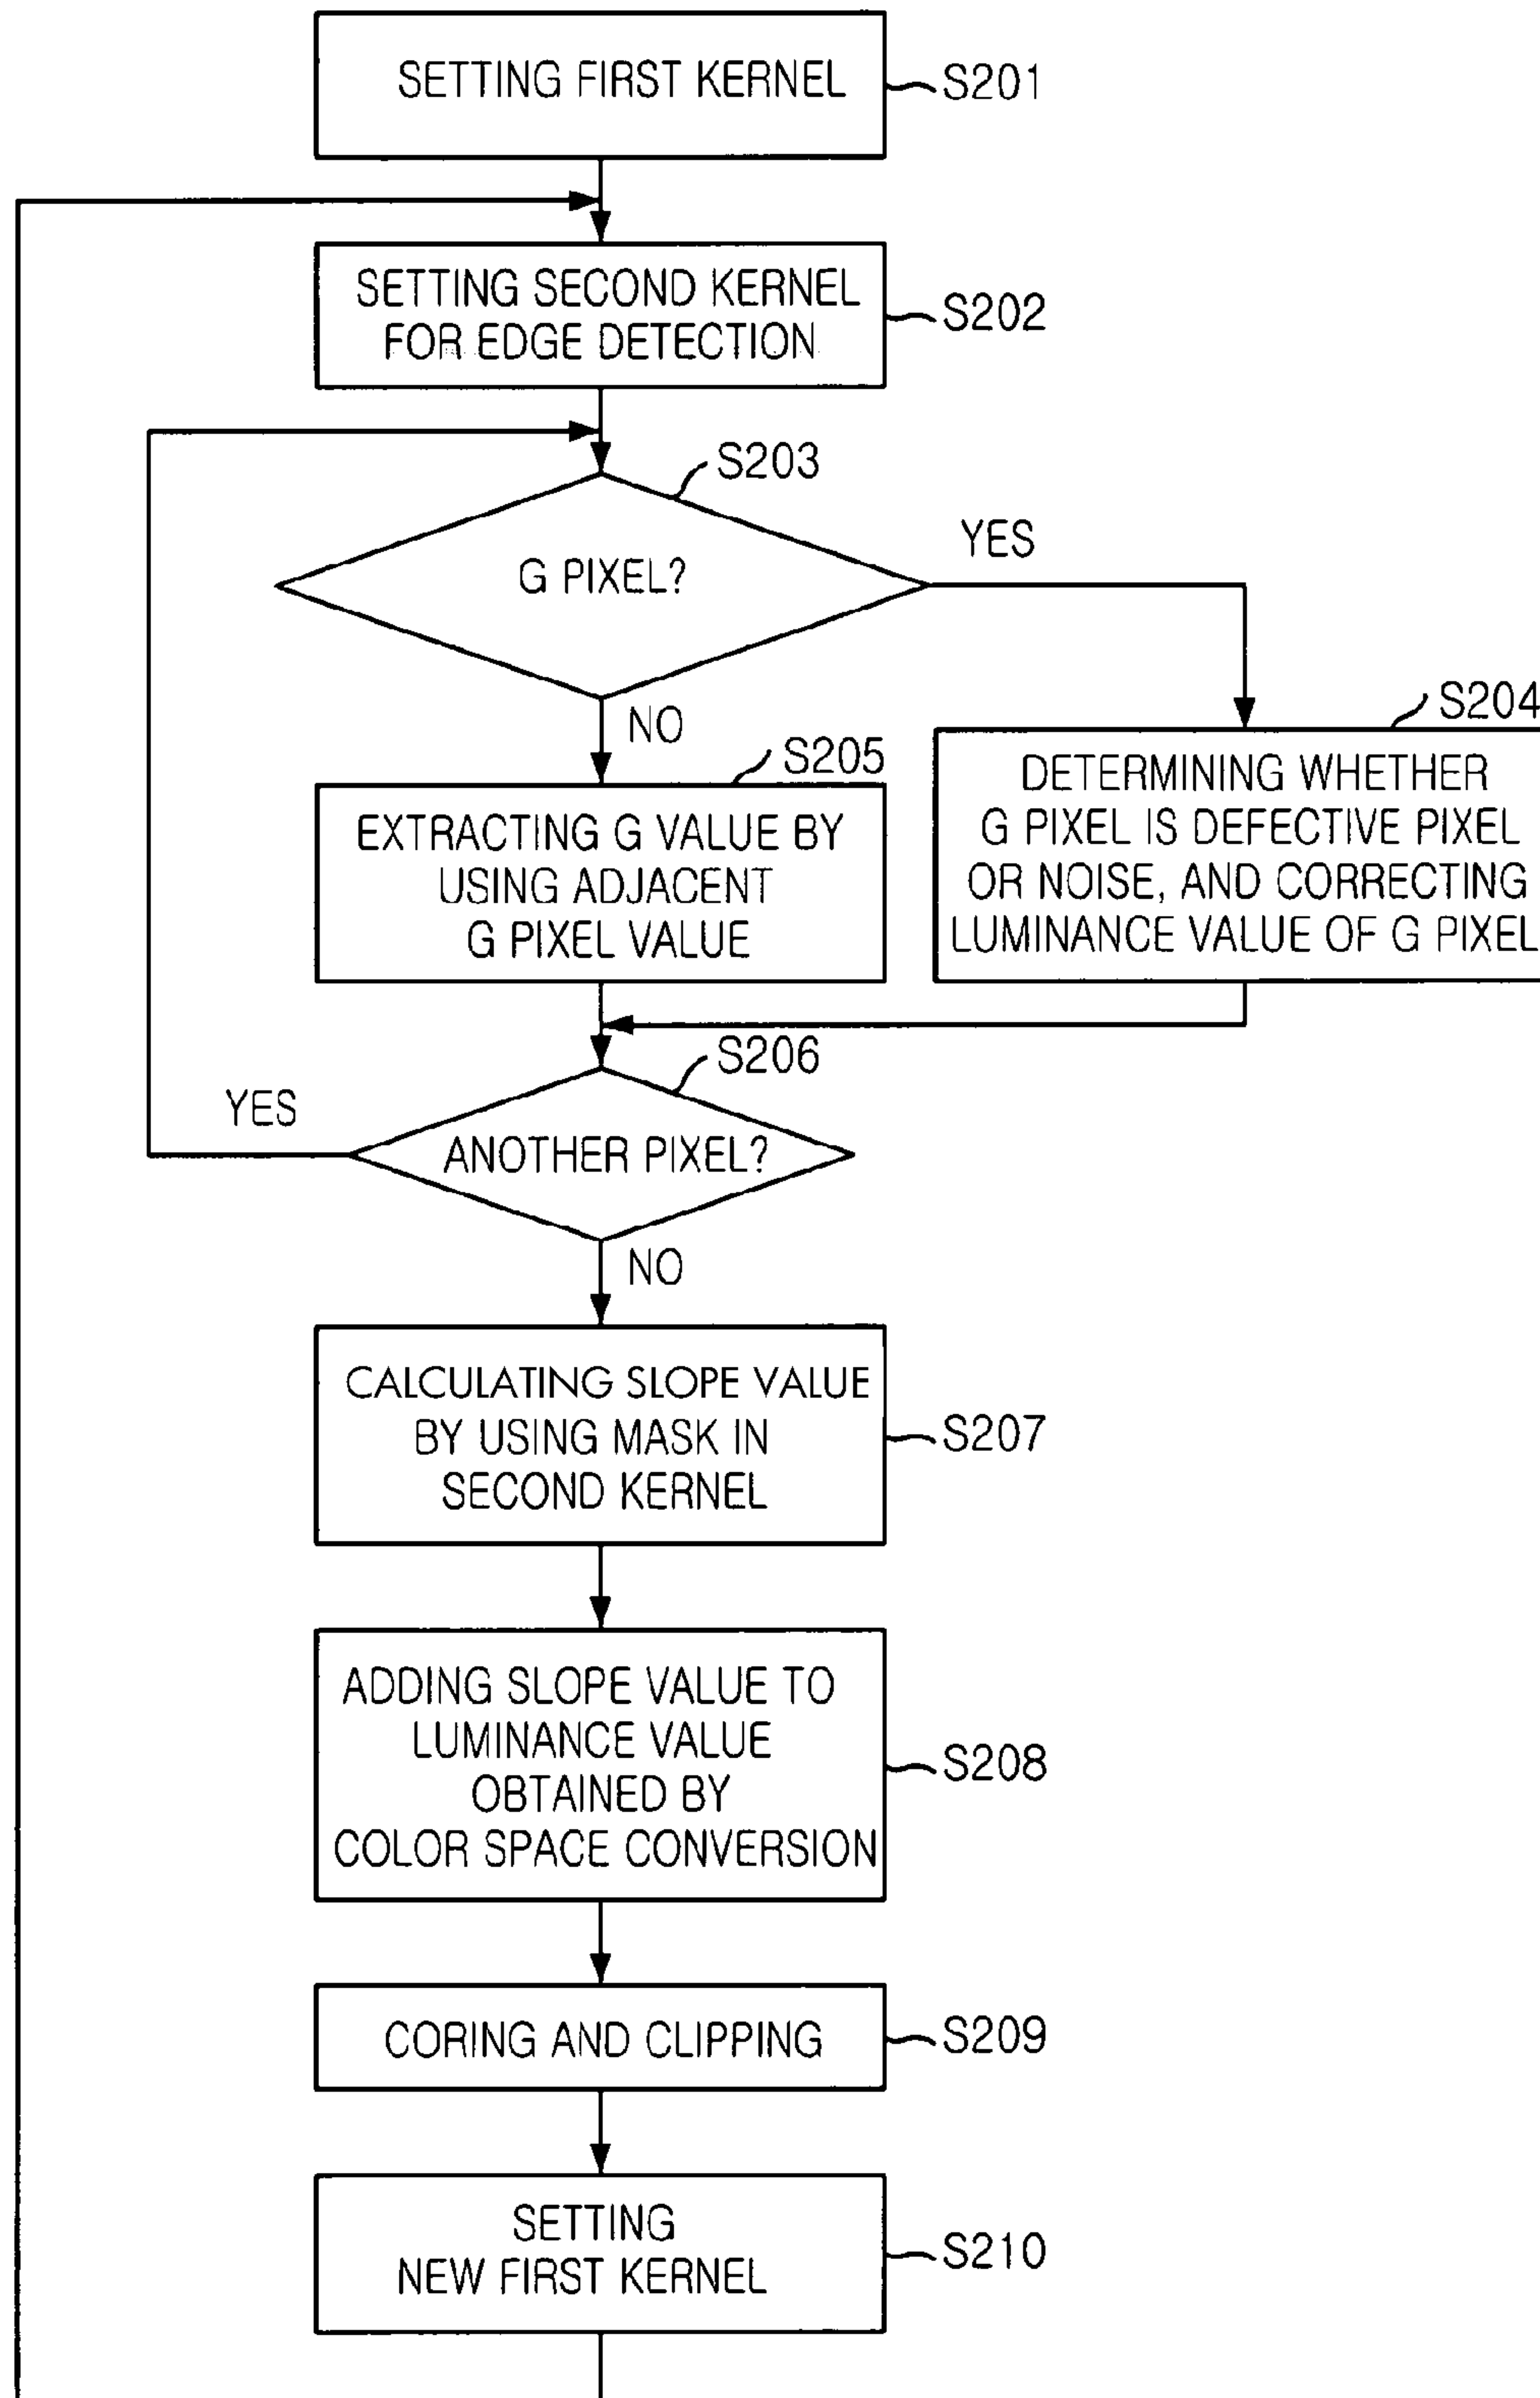 SETTING FIRST KERNEL
S201
SETTING SECOND KERNEL
FOR EDGE DETECTION
S202
S203
G PIXEL?
YES
NO
S204
DETERMINING WHETHER
G PIXEL IS DEFECTIVE PIXEL
OR NOISE, AND CORRECTING
LUMINANCE VALUE OF G PIXEL
S205
EXTRACTING G VALUE BY
USING ADJACENT
G PIXEL VALUE
S206
YES
ANOTHER PIXEL?
NO
CALCULATING SLOPE VALUE
BY USING MASK IN
SECOND KERNEL
S207
ADDING SLOPE VALUE TO
LUMINANCE VALUE
OBTAINED BY
COLOR SPACE CONVERSION
S208
CORING AND CLIPPING
S209
SETTING
NEW FIRST KERNEL
S210